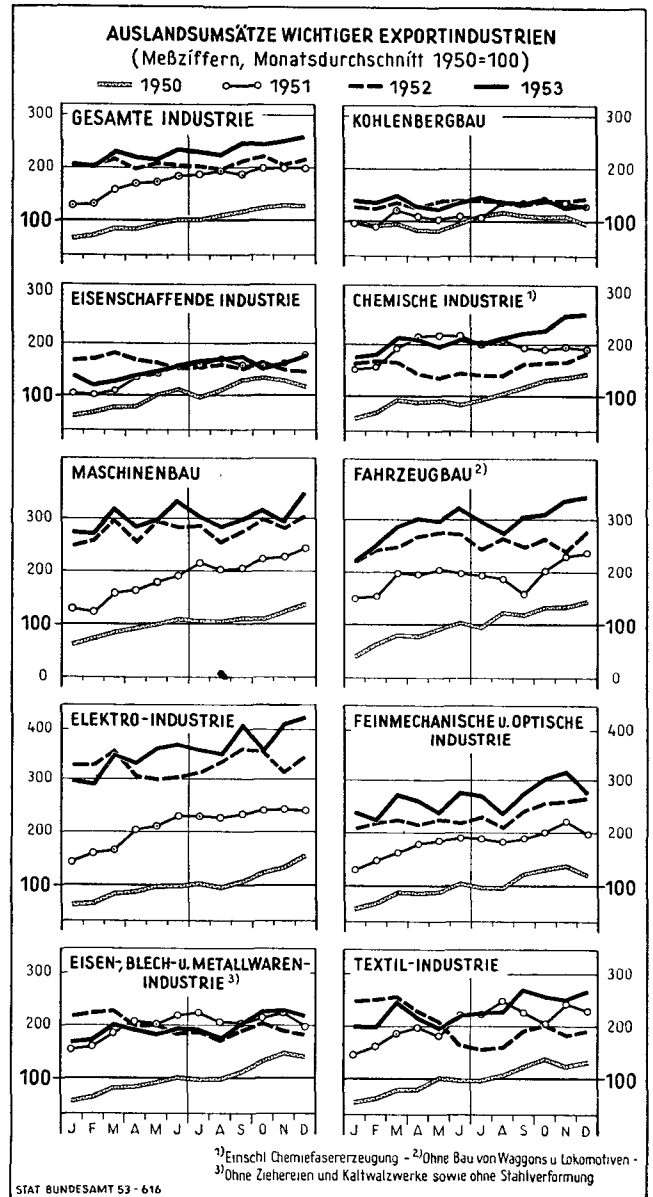 AUSLANDSUMSÄTZE WICHTIGER EXPORTINDUSTRIEN
(Meßziffern, Monatsdurchschnitt 1950=100)
1950 1951 1952 1953
GESAMTE INDUSTRIE
300
200
100
KOHLENBERGBAU
300
200
100
EISENSCHAFFENDE INDUSTRIE
300
200
100
CHEMISCHE INDUSTRIE 1)
300
200
100
MASCHINENBAU
300
200
100
0
FAHRZEUGBAU 2)
300
200
100
0
ELEKTRO-INDUSTRIE
400
300
200
100
FEINMECHANISCHE u. OPTISCHE
INDUSTRIE
400
300
200
100
EISEN-, BLECH- u. METALLWAREN-
INDUSTRIE 3)
300
200
100
J F M A M J J A S O N D
TEXTIL-INDUSTRIE
300
200
100
J F M A M J J A S O N D
1) Einschl Chemiefasererzeugung - 2) Ohne Bau von Waggons u Lokomotiven -
3) Ohne Ziehereien und Kaltwalzwerke sowie ohne Stahlverformung
STAT BUNDESAMT 53 - 616